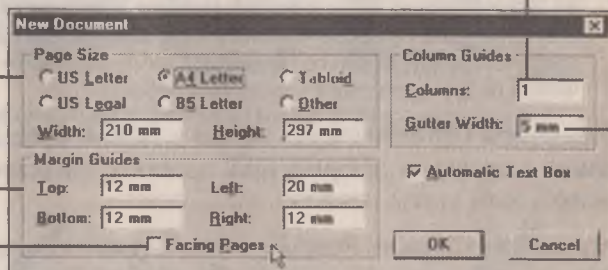 New Document
Page Size
US Letter A4 Letter Tabloid
US Legal B5 Letter Other
Width: 210 mm Height: 297 mm
Column Guides
Columns: 1
Gutter Width: 5 mm
Margin Guides
Top: 12 mm Left: 20 mm
Bottom: 12 mm Right: 12 mm
Facing Pages
Automatic Text Box
OK Cancel